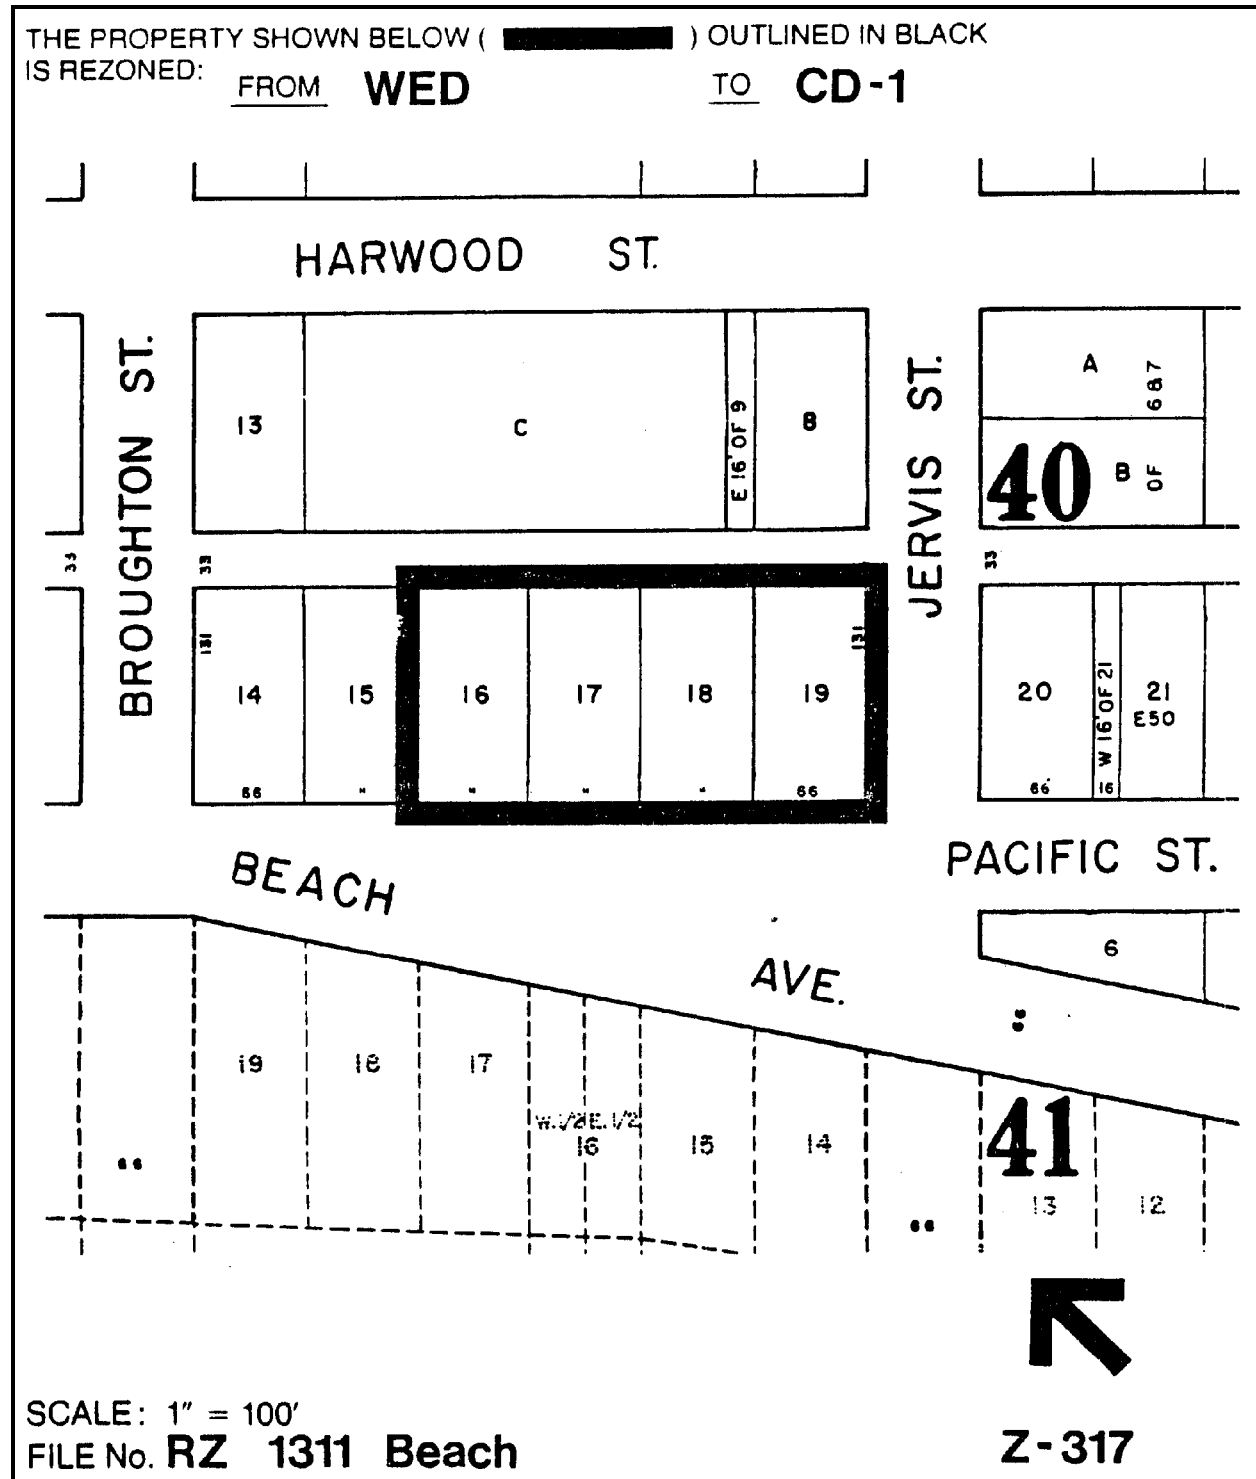 THE PROPERTY SHOWN BELOW ( ) OUTLINED IN BLACK
IS REZONED:
FROM WED TO CD-1
HARWOOD ST.
BROUGHTON ST.
JERVIS ST.
13 C E 16' OF 9 8
A 6&7
40 B OF
33 33 33
131 131
14 15 16 17 18 19
20 W 16' OF 21 21
E50
66 " " " " 66
66 16
BEACH AVE.
PACIFIC ST.
6
66
19 18 17
W.1/2 E.1/2
16 15 14
41
13 12
66 66
SCALE: 1" = 100'
FILE No. RZ 1311 Beach
Z-317